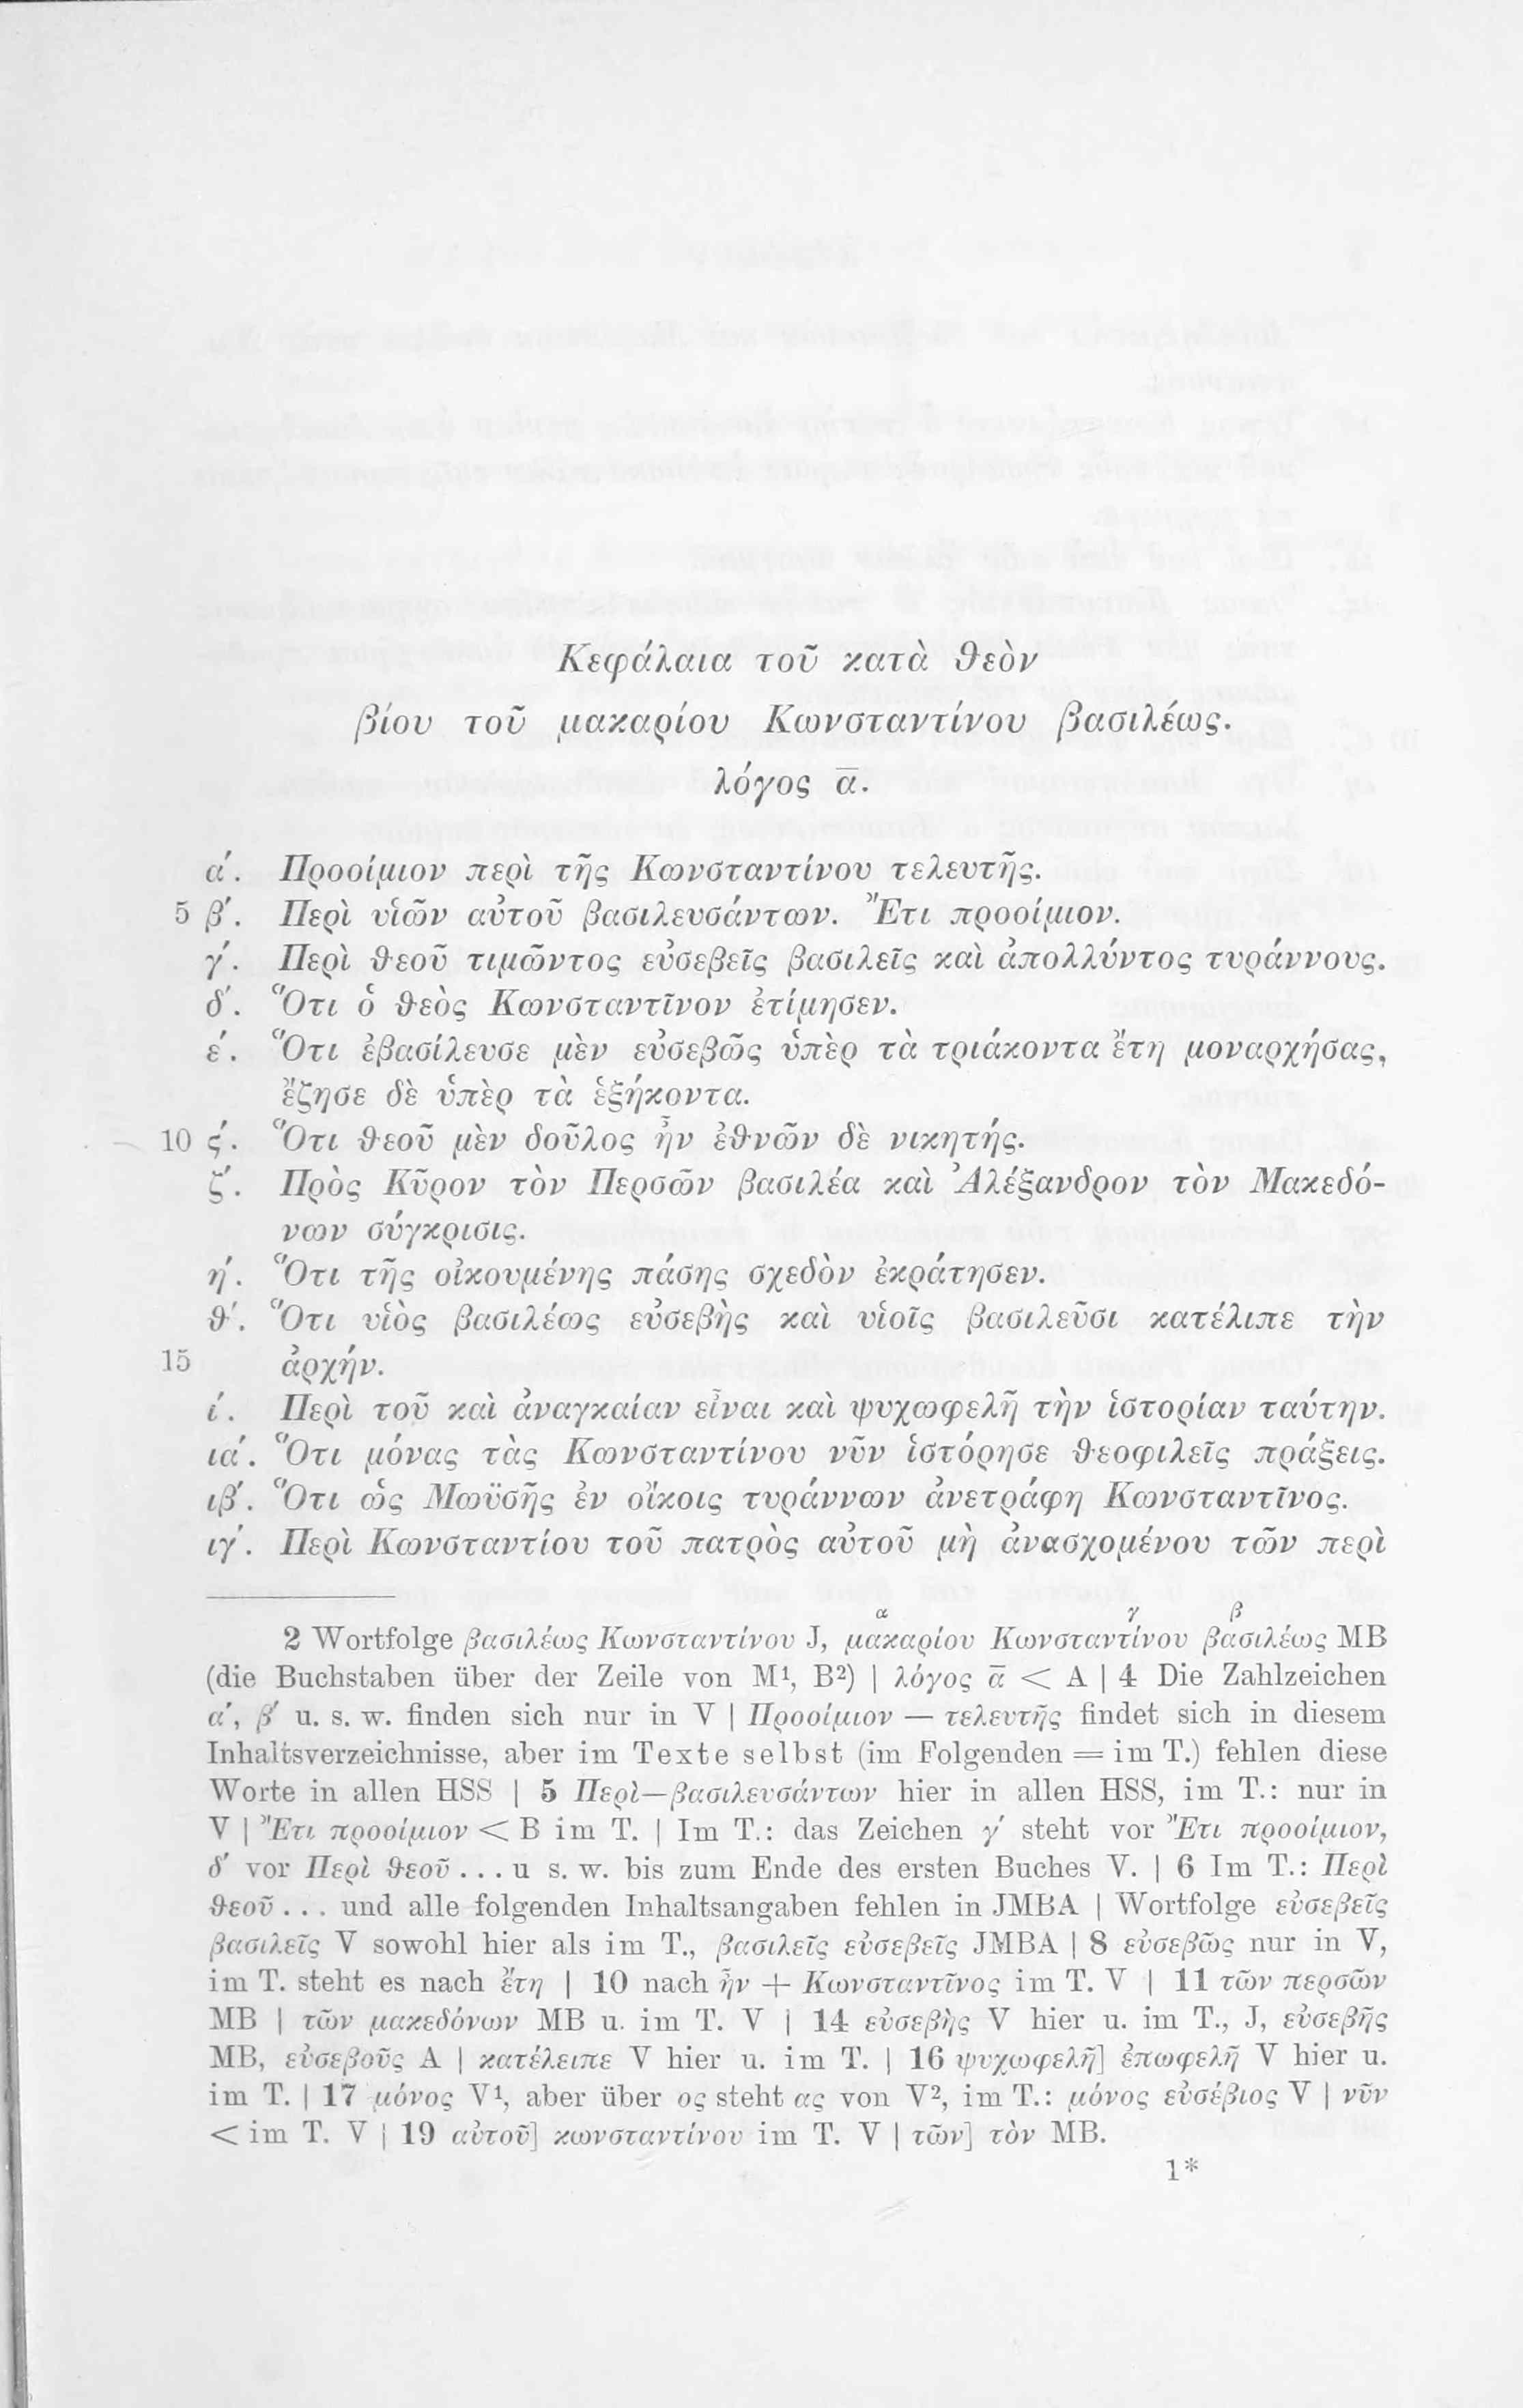 Κεφάλαια τοῦ κατὰ θεὸν
βίου τοῦ μακαρίου Κωνσταντίνου βασιλέως.
λόγος α̅.
α΄. Προοίμιον περὶ τῆς Κωνσταντίνου τελευτῆς.
5 β΄. Περὶ υἱῶν αὐτοῦ βασιλευσάντων. Ἔτι προοίμιον.
γ΄. Περὶ θεοῦ τιμῶντος εὐσεβεῖς βασιλεῖς καὶ ἀπολλύντος τυράννους.
δ΄. Ὅτι ὁ θεὸς Κωνσταντῖνον ἐτίμησεν.
ε΄. Ὅτι ἐβασίλευσε μὲν εὐσεβῶς ὑπὲρ τὰ τριάκοντα ἔτη μοναρχήσας,
ἔζησε δὲ ὑπὲρ τὰ ἑξήκοντα.
10 ϛ΄. Ὅτι θεοῦ μὲν δοῦλος ἦν ἐθνῶν δὲ νικητής.
ζ΄. Πρὸς Κῦρον τὸν Περσῶν βασιλέα καὶ Ἀλέξανδρον τὸν Μακεδό-
νων σύγκρισις.
η΄. Ὅτι τῆς οἰκουμένης πάσης σχεδὸν ἐκράτησεν.
θ΄. Ὅτι υἱὸς βασιλέως εὐσεβὴς καὶ υἱοῖς βασιλεῦσι κατέλιπε τὴν
15 ἀρχήν.
ι΄. Περὶ τοῦ καὶ ἀναγκαίαν εἶναι καὶ ψυχωφελῆ τὴν ἱστορίαν ταύτην.
ια΄. Ὅτι μόνας τὰς Κωνσταντίνου νῦν ἱστόρησε θεοφιλεῖς πράξεις.
ιβ΄. Ὅτι ὡς Μωϋσῆς ἐν οἴκοις τυράννων ἀνετράφη Κωνσταντῖνος.
ιγ΄. Περὶ Κωνσταντίου τοῦ πατρὸς αὐτοῦ μὴ ἀνασχομένου τῶν περὶ
α γ β
2 Wortfolge βασιλέως Κωνσταντίνου J, μακαρίου Κωνσταντίνου βασιλέως MB
(die Buchstaben über der Zeile von M¹, B²) | λόγος α̅ < A | 4 Die Zahlzeichen
α΄, β΄ u. s. w. finden sich nur in V | Προοίμιον — τελευτῆς findet sich in diesem
Inhaltsverzeichnisse, aber im Texte selbst (im Folgenden = im T.) fehlen diese
Worte in allen HSS | 5 Περὶ—βασιλευσάντων hier in allen HSS, im T.: nur in
V | Ἔτι προοίμιον < B im T. | Im T.: das Zeichen γ΄ steht vor Ἔτι προοίμιον,
δ΄ vor Περὶ θεοῦ ... u s. w. bis zum Ende des ersten Buches V. | 6 Im T.: Περὶ
θεοῦ ... und alle folgenden Inhaltsangaben fehlen in JMBA | Wortfolge εὐσεβεῖς
βασιλεῖς V sowohl hier als im T., βασιλεῖς εὐσεβεῖς JMBA | 8 εὐσεβῶς nur in V,
im T. steht es nach ἔτη | 10 nach ἦν + Κωνσταντῖνος im T. V | 11 τῶν περσῶν
MB | τῶν μακεδόνων MB u. im T. V | 14 εὐσεβὴς V hier u. im T., J, εὐσεβῆς
MB, εὐσεβοῦς A | κατέλειπε V hier u. im T. | 16 ψυχωφελῆ] ἐπωφελῆ V hier u.
im T. | 17 μόνος V¹, aber über ος steht ας von V², im T.: μόνος εὐσέβιος V | νῦν
< im T. V | 19 αὐτοῦ] κωνσταντίνου im T. V | τῶν] τὸν MB.
1*